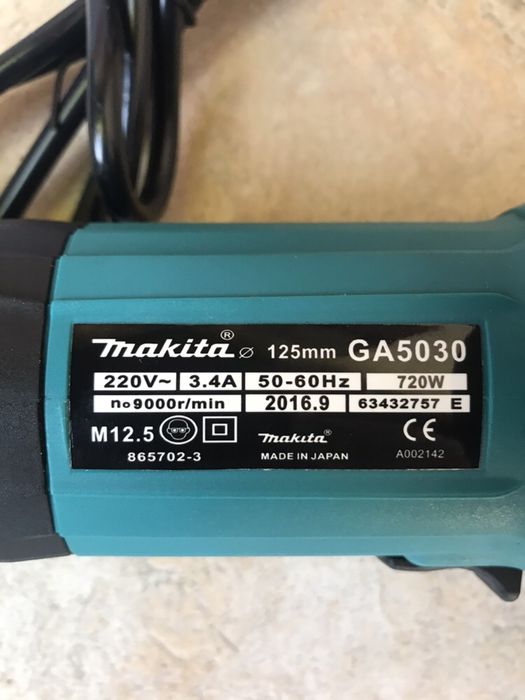 makita® ⌀ 125mm GA5030
220V~ 3.4A 50-60Hz 720W
no9000r/min 2016.9 63432757 E
M12.5 makita® CE
865702-3 MADE IN JAPAN A002142